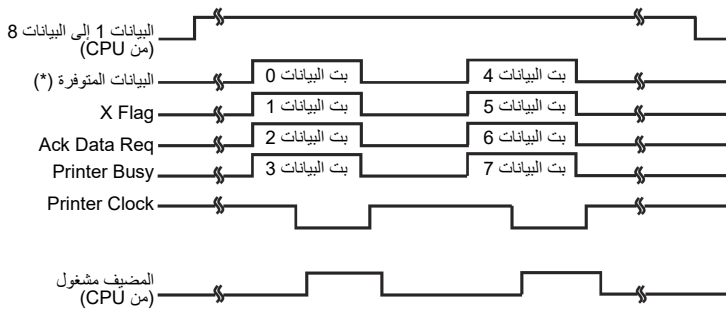 البيانات 1 إلى البيانات 8
(من CPU)
البيانات المتوفرة (*)
بت البيانات 0
بت البيانات 4
X Flag
بت البيانات 1
بت البيانات 5
Ack Data Req
بت البيانات 2
بت البيانات 6
Printer Busy
بت البيانات 3
بت البيانات 7
Printer Clock
المضيف مشغول
(من CPU)